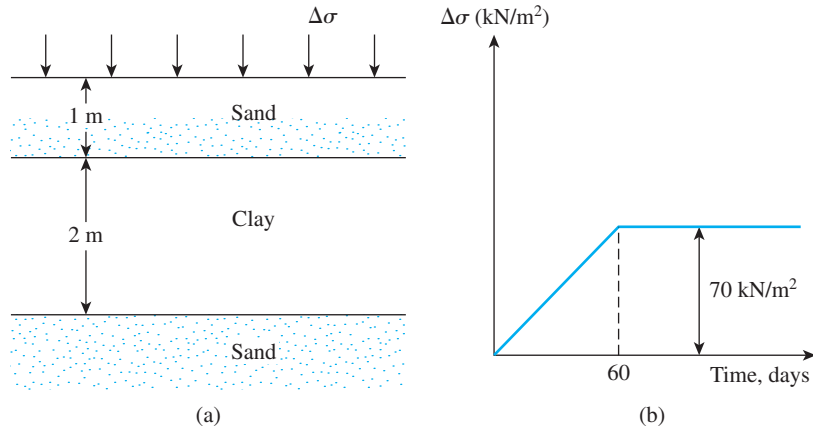 Δσ
Sand
1 m
Clay
2 m
Sand
(a)
Δσ (kN/m²)
70 kN/m²
60
Time, days
(b)